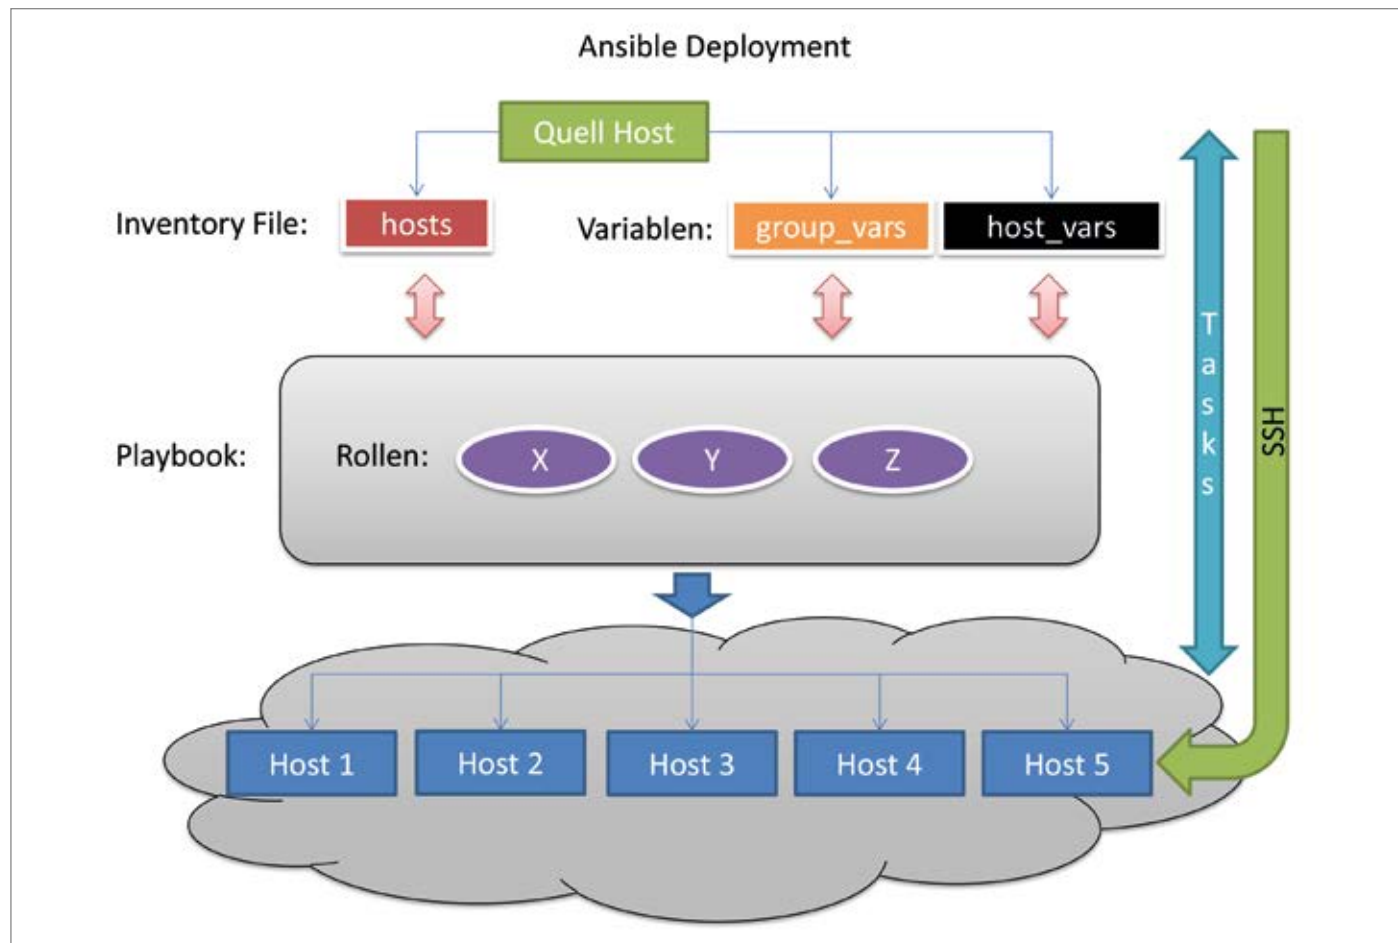 Ansible Deployment
Quell Host
Inventory File:
hosts
Variablen:
group_vars
host_vars
Tasks
SSH
Playbook:
Rollen:
X
Y
Z
Host 1
Host 2
Host 3
Host 4
Host 5